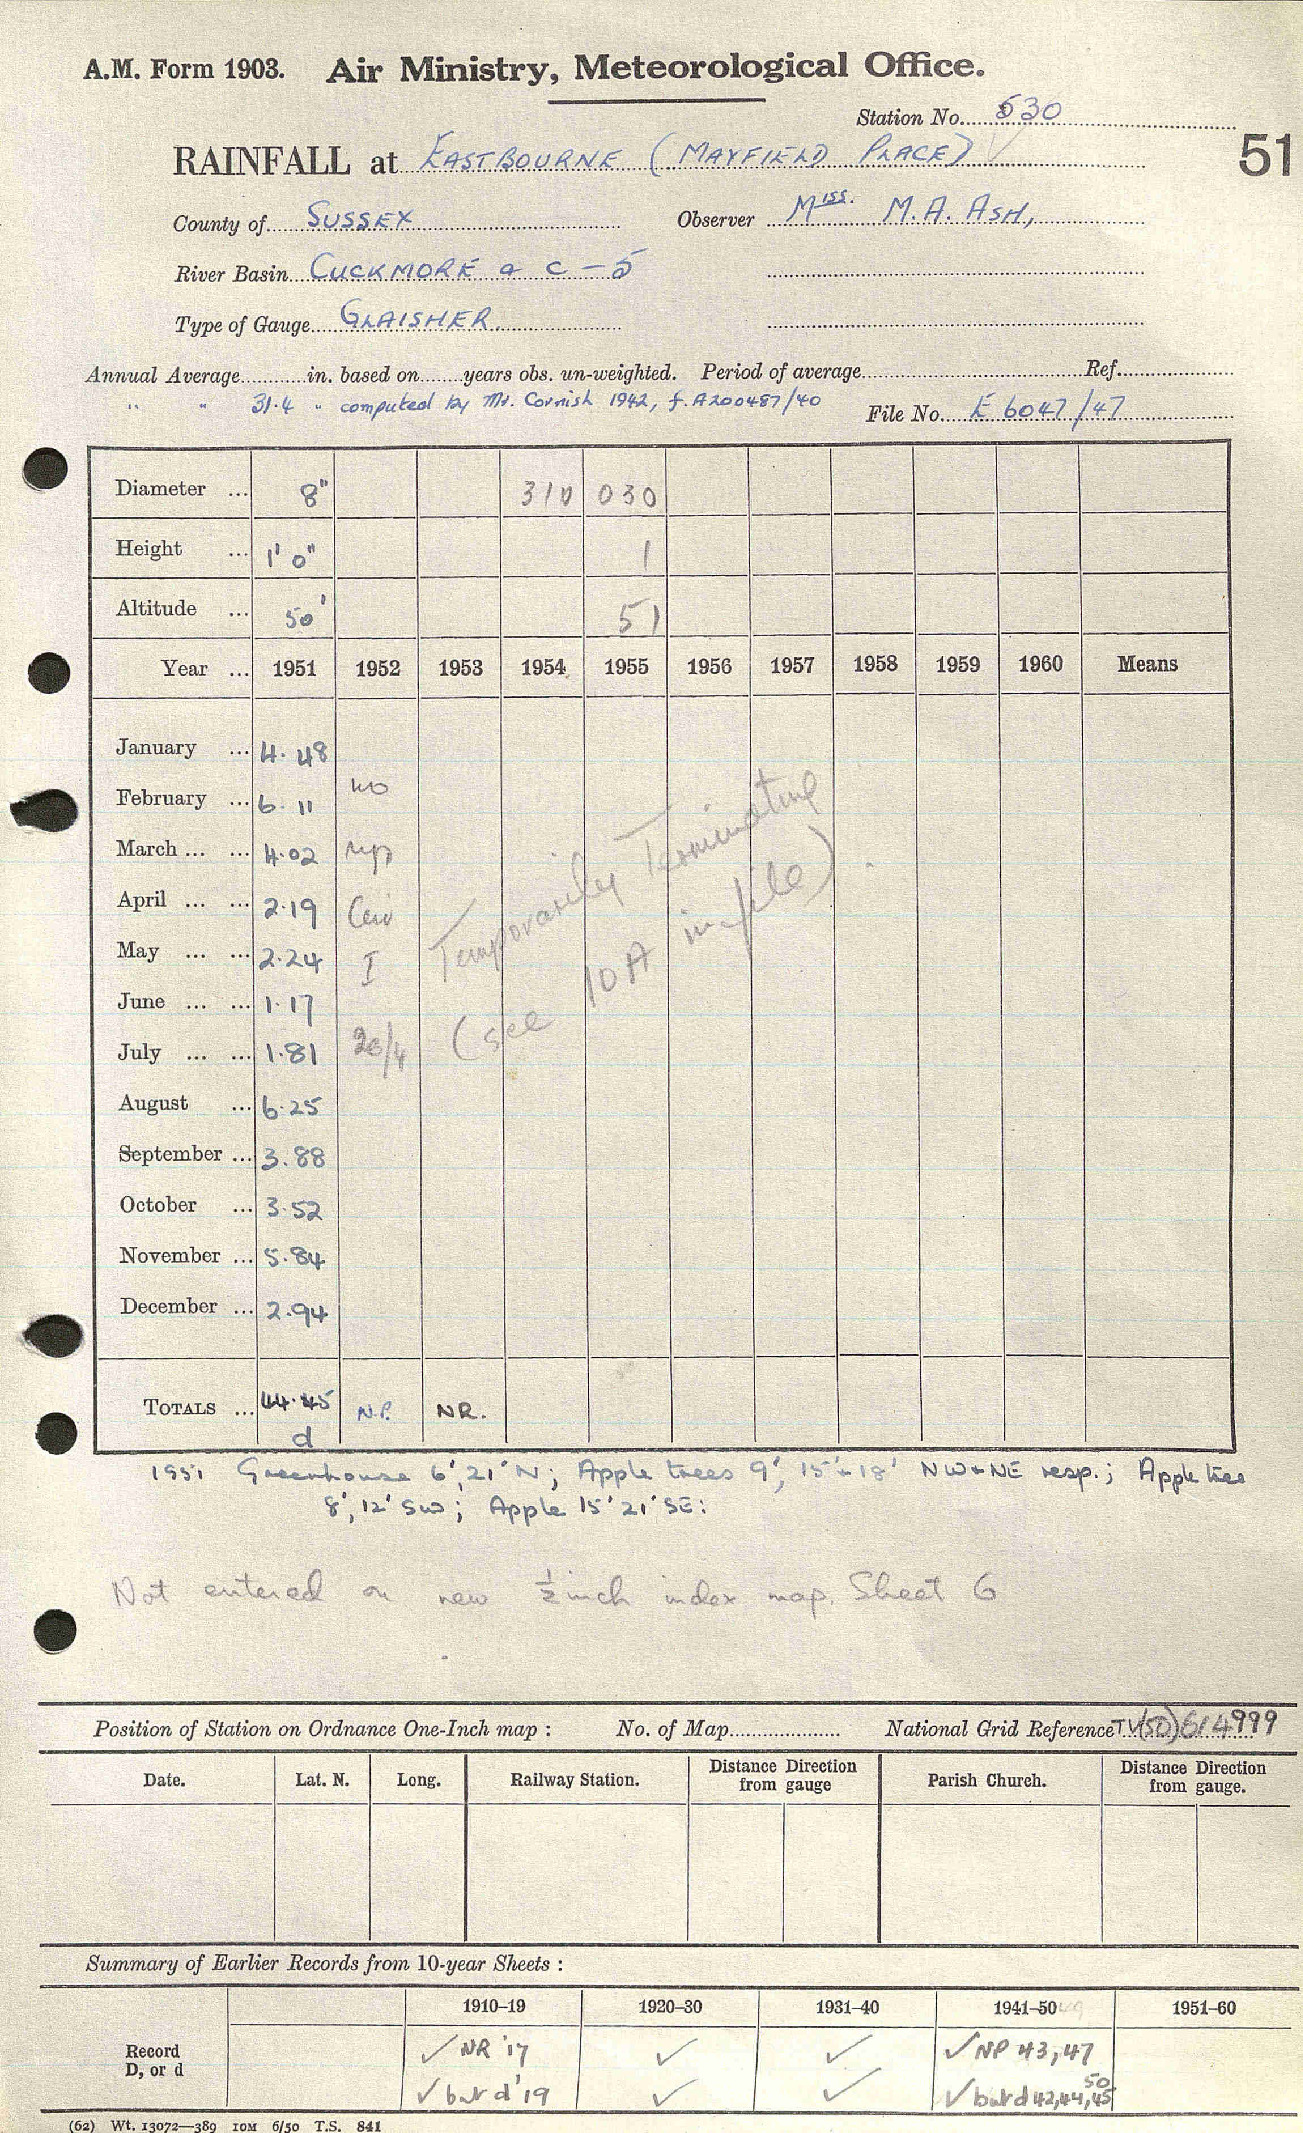 A.M. Form 1903. Air Ministry, Meteorological Office.
Station No. 530
RAINFALL at EASTBOURNE (MAYFIELD PLACE)
51
County of SUSSEX Observer Miss. M.A. ASH,
River Basin CUCKMORE & C-5
Type of Gauge GLAISHER
Annual Average in. based on years obs. un-weighted. Period of average Ref.
" " 31.4 " computed by Mr. Cornish 1942, f. A200487/40
File No. E 6047/47
Diameter ... 8" 310 030
Height ... 1' 0" 1
Altitude ... 50' 51
Year ... 1951 1952 1953 1954 1955 1956 1957 1958 1959 1960 Means
January ... 4.48
February ... 6.11 no
March ... ... 4.02
April ... ... 2.19
May ... ... 2.24 I
June ... ... 1.17
July ... ... 1.81
August ... 6.25
September ... 3.88
October ... 3.52
November ... 5.84
December ... 2.94
Temporarily Terminating
(see 10A in file).
TOTALS ... 44.45 N.P. NR.
d
1951 Greenhouse 6', 21' N; Apple trees 9', 15' & 18' NW & NE resp.; Apple tree
8', 12' SW; Apple 15' 21' SE:
Not entered on new ½ inch index map. Sheet 6
Position of Station on Ordnance One-Inch map : No. of Map National Grid Reference TV(50)614999
Date. Lat. N. Long. Railway Station. Distance Direction from gauge Parish Church. Distance Direction from gauge.
Summary of Earlier Records from 10-year Sheets :
1910–19 1920–30 1931–40 1941–50 1951–60
Record ✓ NR '17 ✓ ✓ ✓ NP 43, 47
D, or d ✓ but d '19 ✓ ✓ ✓ but d 42, 44, 45 50
(62) Wt. 13072—389 10M 6/50 T.S. 841